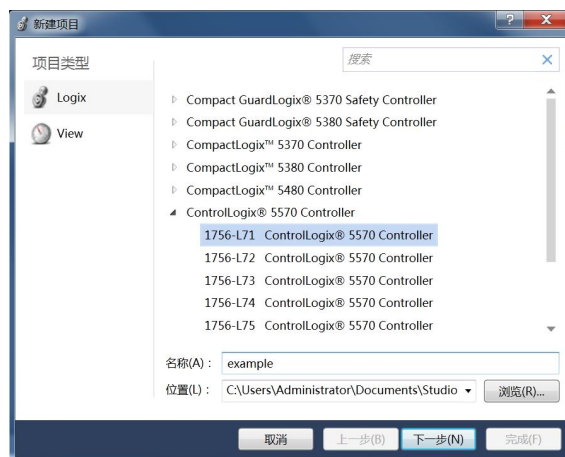 新建项目
项目类型
搜索
Logix
View
Compact GuardLogix® 5370 Safety Controller
Compact GuardLogix® 5380 Safety Controller
CompactLogix™ 5370 Controller
CompactLogix™ 5380 Controller
CompactLogix™ 5480 Controller
ControlLogix® 5570 Controller
1756-L71 ControlLogix® 5570 Controller
1756-L72 ControlLogix® 5570 Controller
1756-L73 ControlLogix® 5570 Controller
1756-L74 ControlLogix® 5570 Controller
1756-L75 ControlLogix® 5570 Controller
名称(A)： example
位置(L)： C:\Users\Administrator\Documents\Studio 浏览(R)...
取消 上一步(B) 下一步(N) 完成(F)